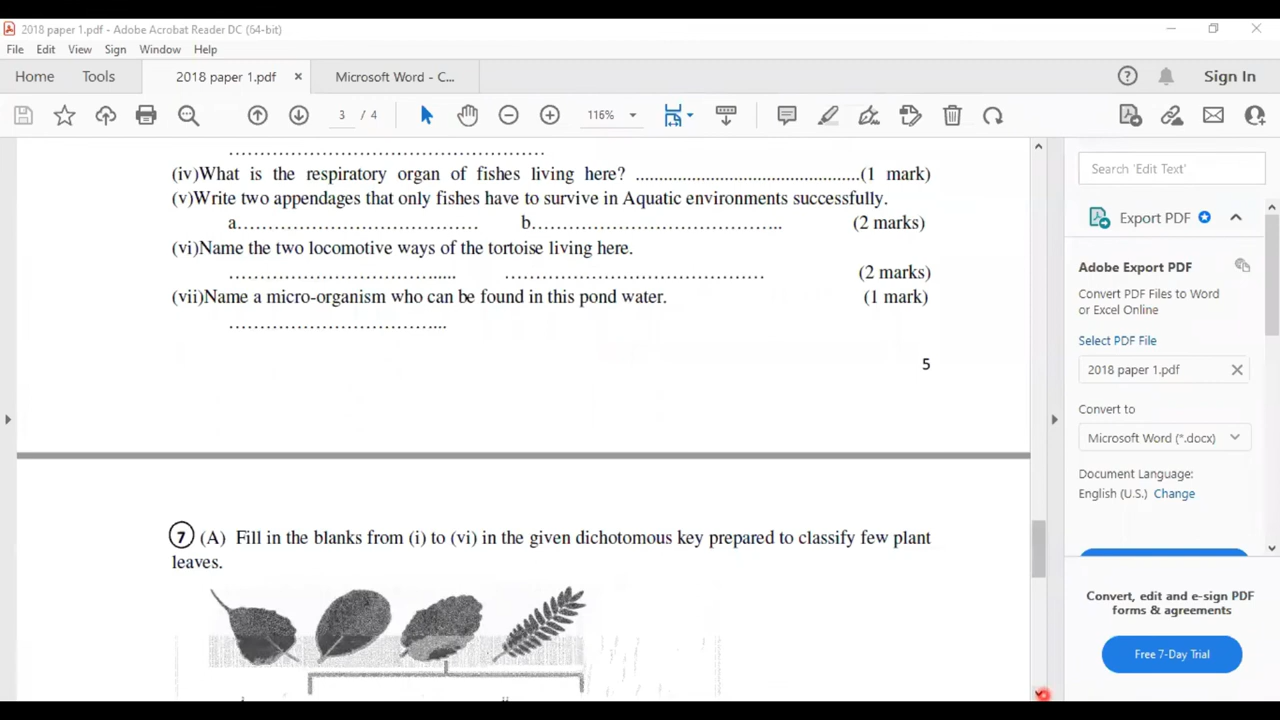 2018 paper 1.pdf - Adobe Acrobat Reader DC (64-bit)
File Edit View Sign Window Help
Home Tools 2018 paper 1.pdf × Microsoft Word - C... Sign In
3 / 4 116%
.................................................
(iv)What is the respiratory organ of fishes living here? ...............................................(1 mark)
(v)Write two appendages that only fishes have to survive in Aquatic environments successfully.
a………………………………… b………………………………….. (2 marks)
(vi)Name the two locomotive ways of the tortoise living here.
……………………………..... …………………………………… (2 marks)
(vii)Name a micro-organism who can be found in this pond water. (1 mark)
……………………………...
5
7 (A) Fill in the blanks from (i) to (vi) in the given dichotomous key prepared to classify few plant
leaves.
Search 'Edit Text'
Export PDF
Adobe Export PDF
Convert PDF Files to Word
or Excel Online
Select PDF File
2018 paper 1.pdf
Convert to
Microsoft Word (*.docx)
Document Language:
English (U.S.) Change
Convert, edit and e-sign PDF
forms & agreements
Free 7-Day Trial